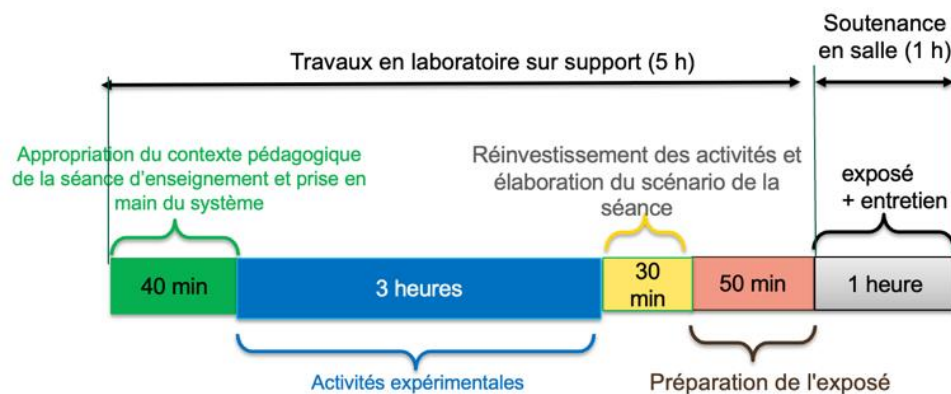 Soutenance
en salle (1 h)
Travaux en laboratoire sur support (5 h)
Appropriation du contexte pédagogique
de la séance d'enseignement et prise en
main du système
Réinvestissement des activités et
élaboration du scénario de la
séance
exposé
+ entretien
40 min
3 heures
30
min
50 min
1 heure
Activités expérimentales
Préparation de l'exposé